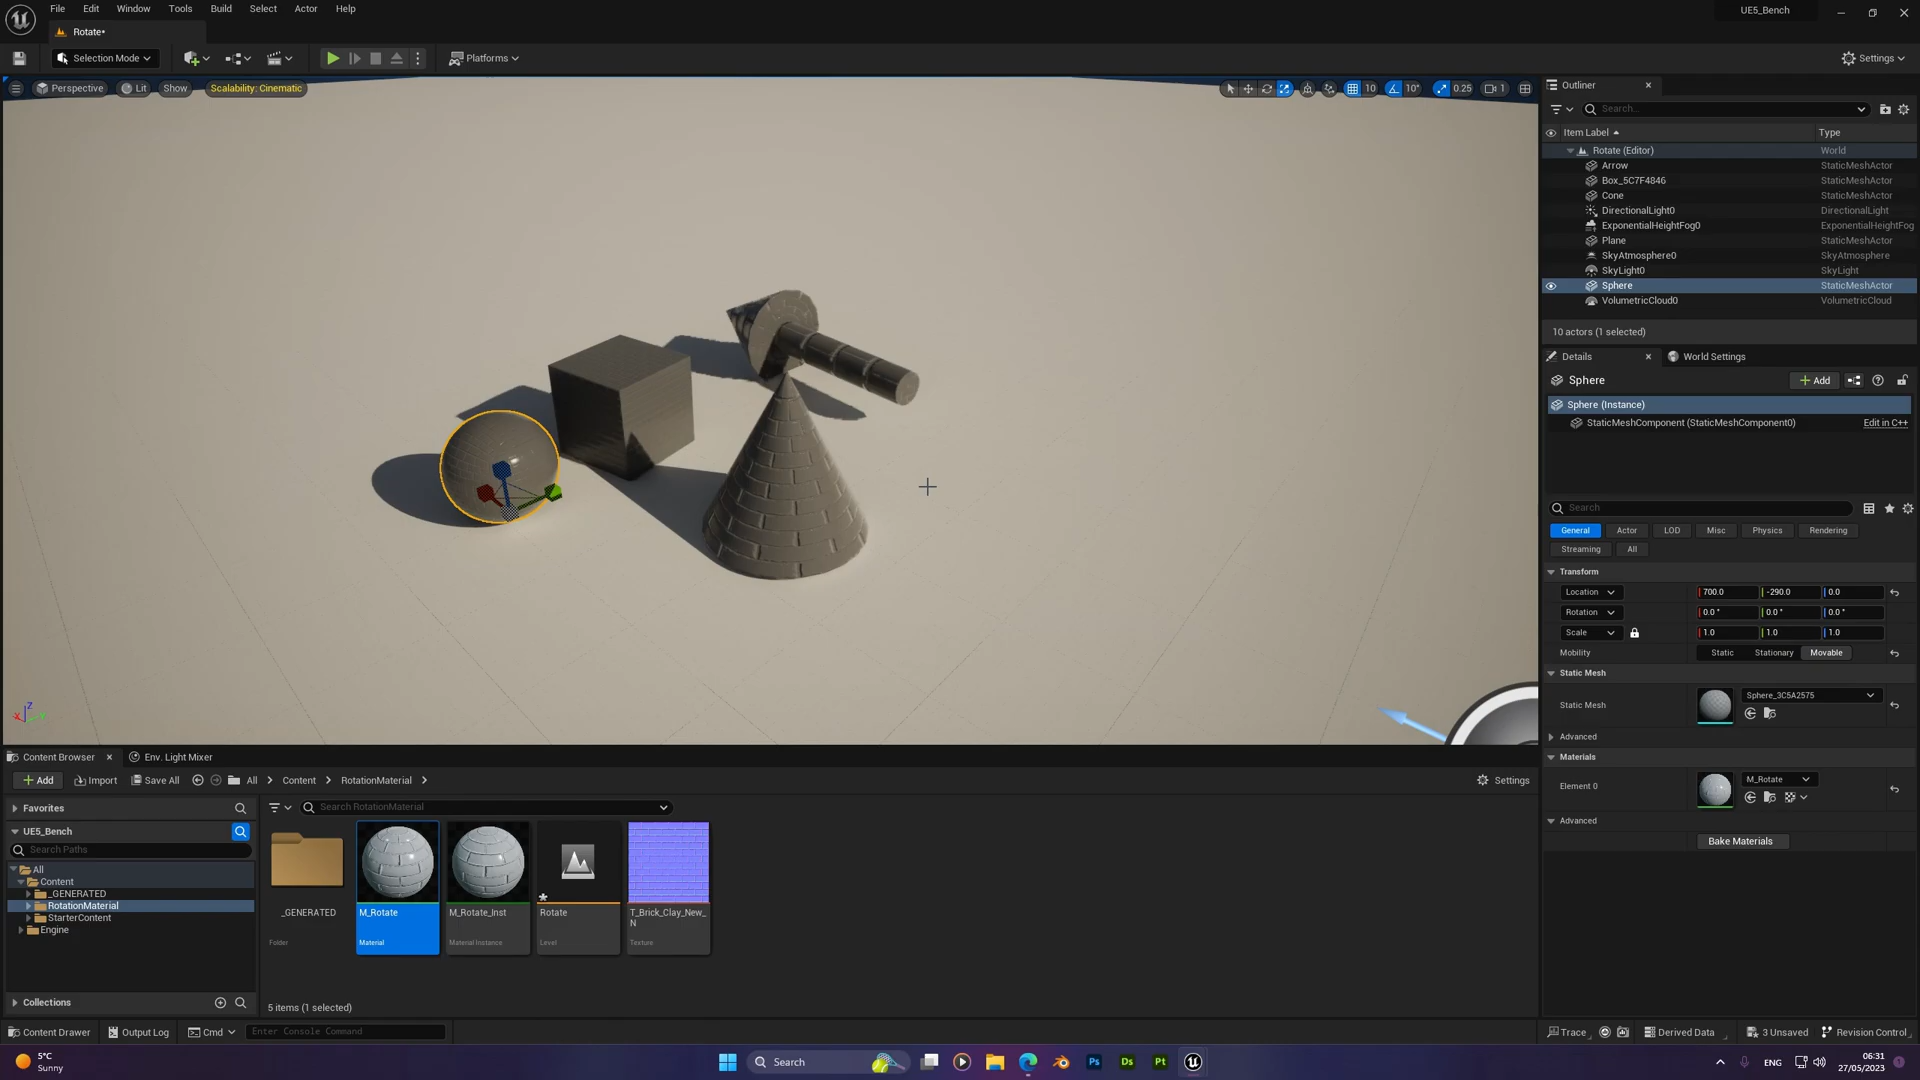 File Edit Window Tools Build Select Actor Help
UE5_Bench
Rotate*
Selection Mode
Platforms
Settings
Perspective Lit Show Scalability: Cinematic
10 10° 0.25 1
Outliner
Search...
Item Label Type
Rotate (Editor) World
Arrow StaticMeshActor
Box_5C7F4846 StaticMeshActor
Cone StaticMeshActor
DirectionalLight0 DirectionalLight
ExponentialHeightFog0 ExponentialHeightFog
Plane StaticMeshActor
SkyAtmosphere0 SkyAtmosphere
SkyLight0 SkyLight
Sphere StaticMeshActor
VolumetricCloud0 VolumetricCloud
10 actors (1 selected)
Details World Settings
Sphere
Add
Sphere (Instance)
StaticMeshComponent (StaticMeshComponent0) Edit in C++
Search
General Actor LOD Misc Physics Rendering
Streaming All
Transform
Location 700.0 -290.0 0.0
Rotation 0.0° 0.0° 0.0°
Scale 1.0 1.0 1.0
Mobility Static Stationary Movable
Static Mesh
Static Mesh Sphere_3C5A2575
Advanced
Materials
Element 0 M_Rotate
Advanced
Bake Materials
X Z Y
Content Browser Env. Light Mixer
Add Import Save All All Content RotationMaterial Settings
Favorites
Search RotationMaterial
UE5_Bench
Search Paths
All
Content
_GENERATED
RotationMaterial
StarterContent
Engine
Collections
_GENERATED
Folder
M_Rotate
Material
M_Rotate_Inst
Material Instance
Rotate
Level
T_Brick_Clay_New_
N
Texture
5 items (1 selected)
Content Drawer Output Log Cmd Enter Console Command
Trace Derived Data 3 Unsaved Revision Control
5°C
Sunny
Search
Ps Ds Pt
ENG
06:31
27/05/2023